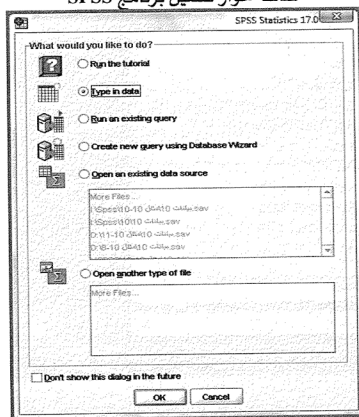 SPSS Statistics 17.0
What would you like to do?
Run the tutorial
Type in data
Run an existing query
Create new query using Database Wizard
Open an existing data source
More Files...
Open another type of file
More Files...
Don't show this dialog in the future
OK
Cancel